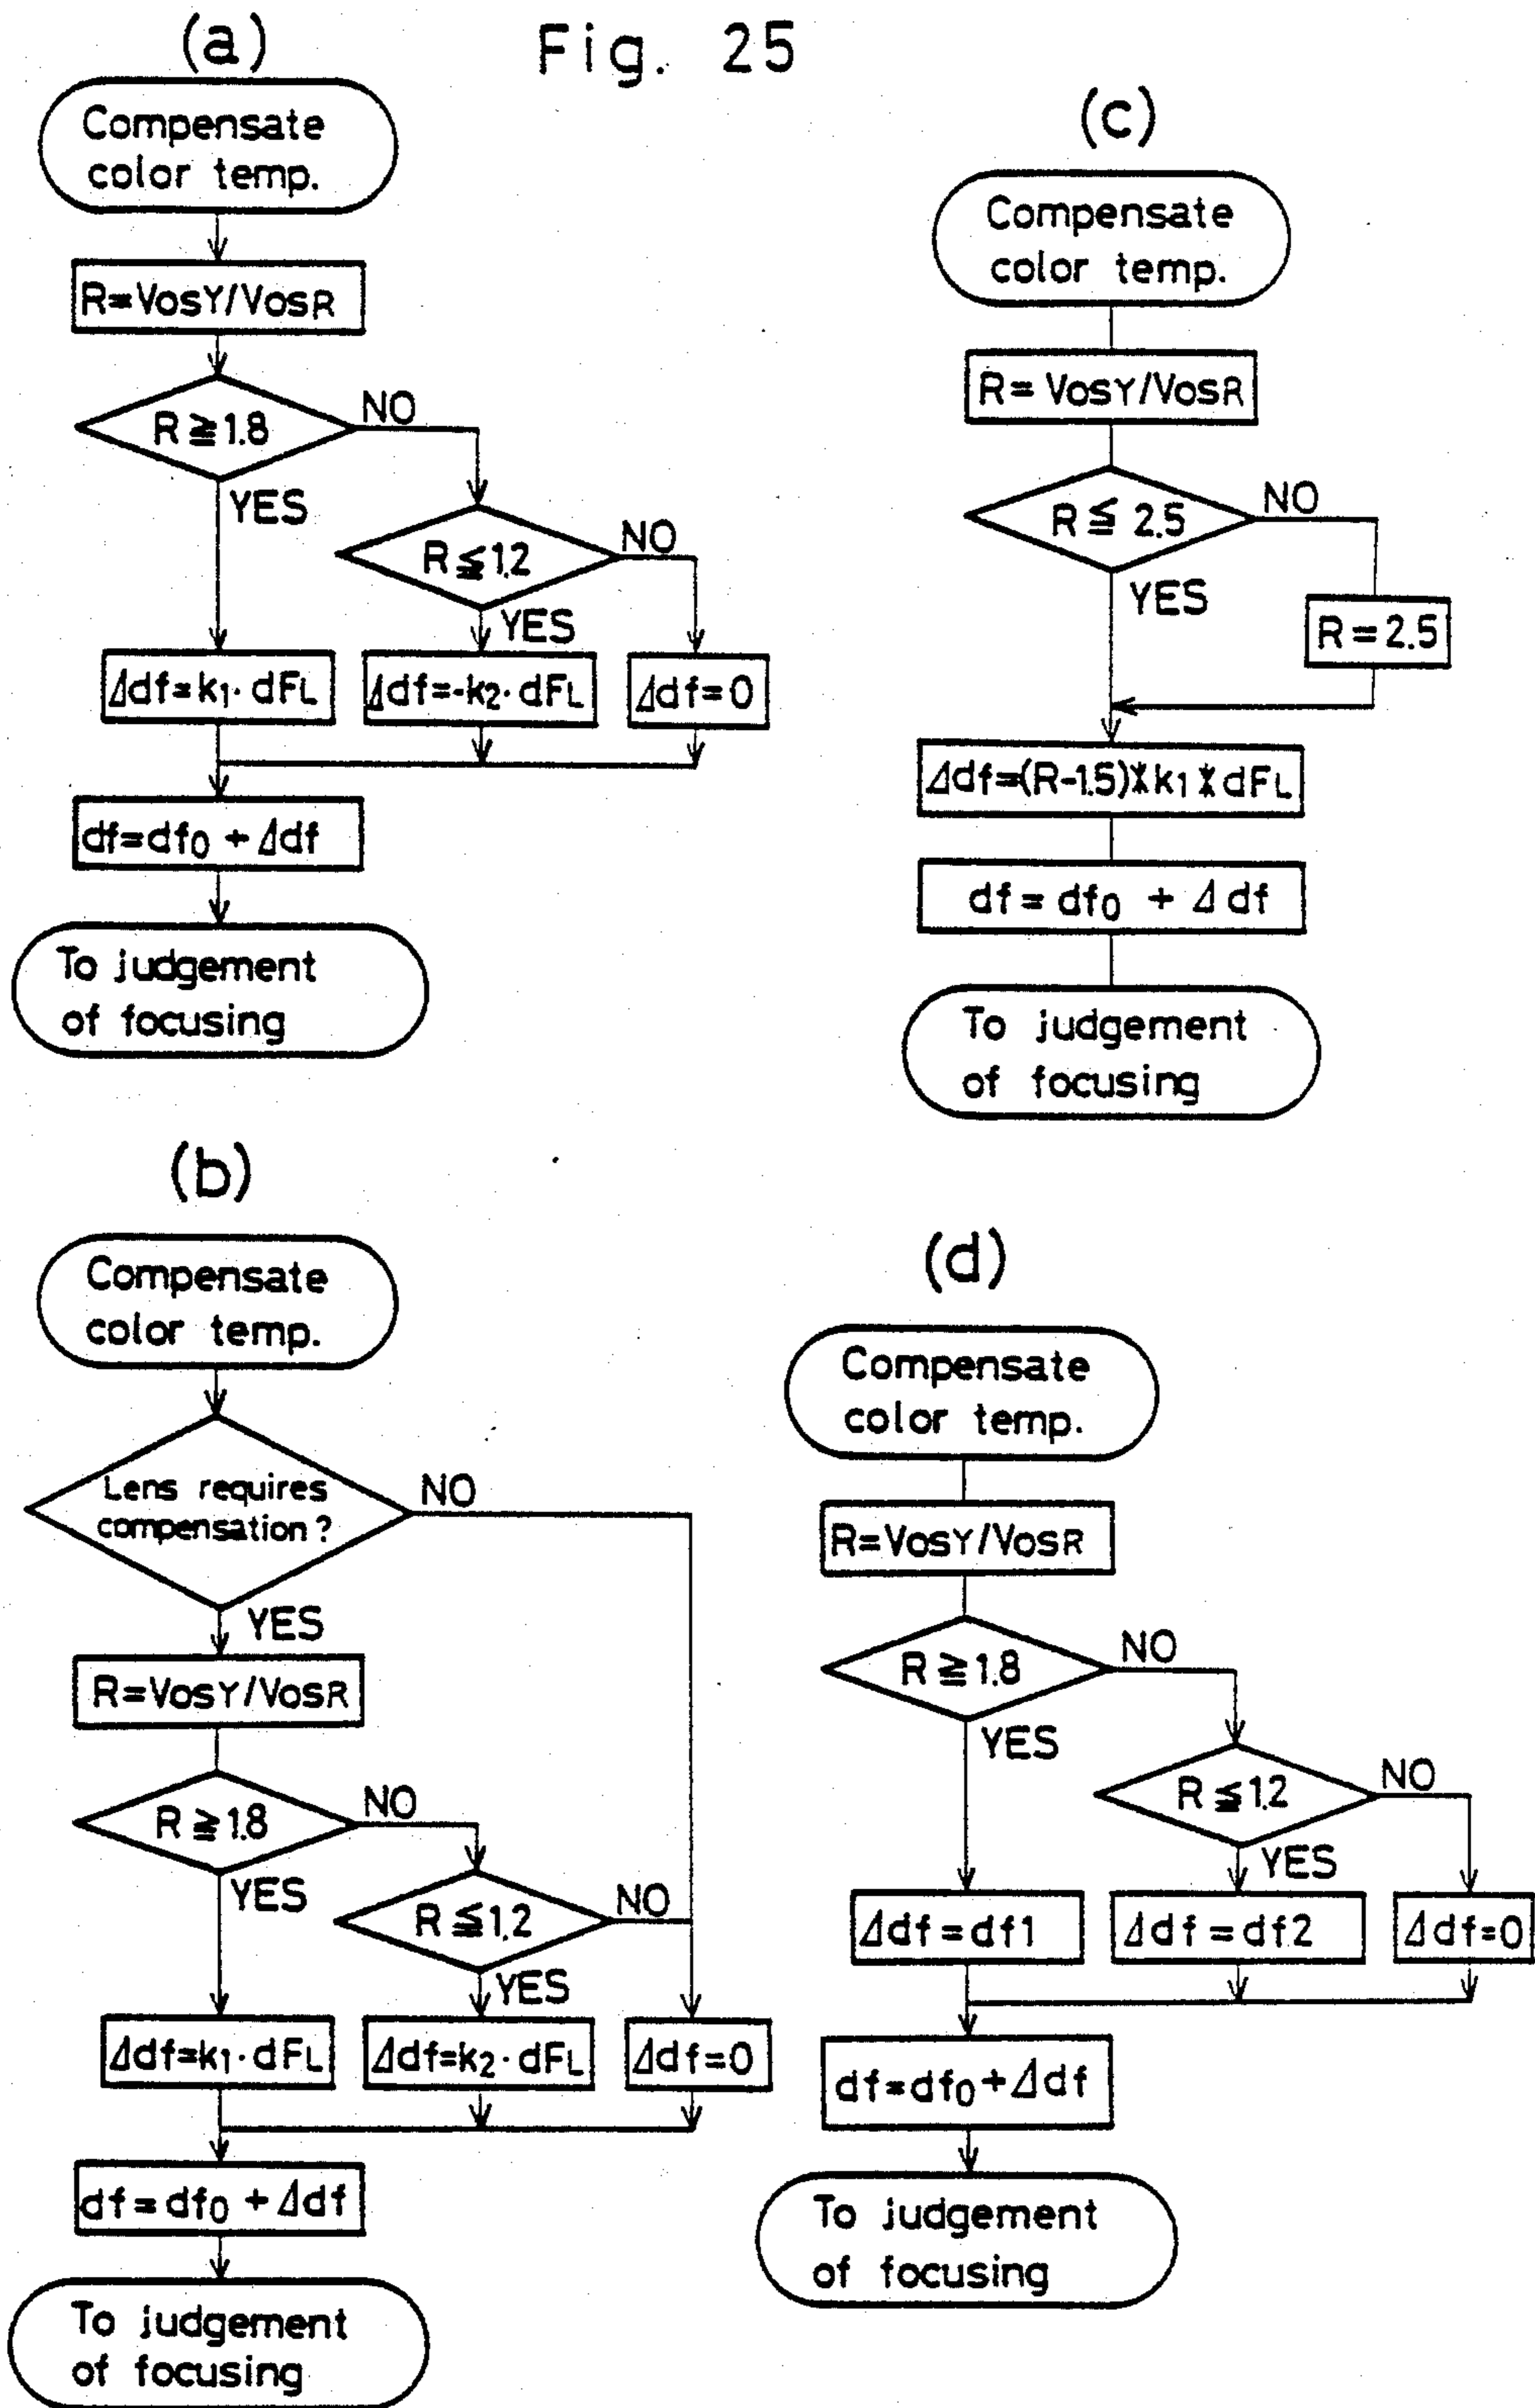 Fig. 25
(a)
Compensate
color temp.
R=VosY/VosR
R≧1.8
NO
YES
R≦1.2
NO
YES
Δdf=k1·dFL
Δdf=-k2·dFL
Δdf=0
df=df0+Δdf
To judgement
of focusing
(b)
Compensate
color temp.
Lens requires
compensation?
NO
YES
R=VosY/VosR
R≧1.8
NO
YES
R≦1.2
NO
YES
Δdf=k1·dFL
Δdf=k2·dFL
Δdf=0
df=df0+Δdf
To judgement
of focusing
(c)
Compensate
color temp.
R=VosY/VosR
R≦2.5
NO
YES
R=2.5
Δdf=(R-1.5)*k1*dFL
df=df0+Δdf
To judgement
of focusing
(d)
Compensate
color temp.
R=VosY/VosR
R≧1.8
NO
YES
R≦1.2
NO
YES
Δdf=df1
Δdf=df2
Δdf=0
df=df0+Δdf
To judgement
of focusing